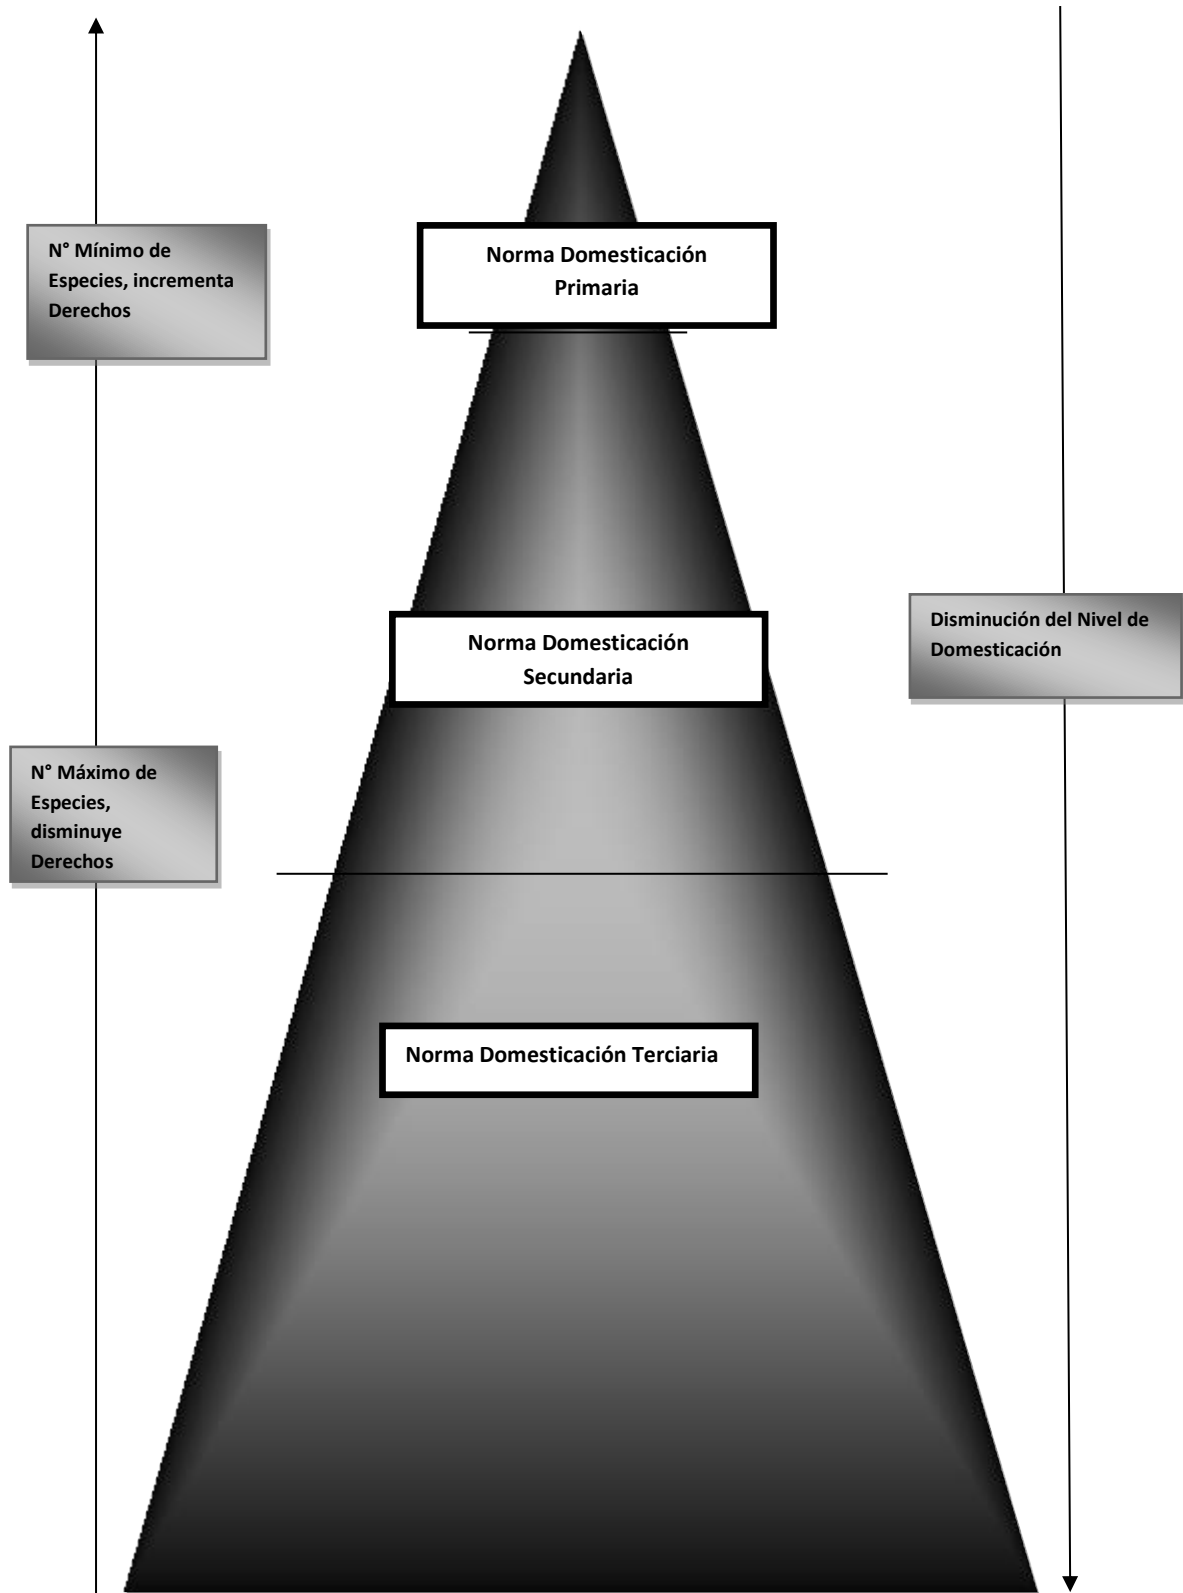 N° Mínimo de
Especies, incrementa
Derechos
Norma Domesticación
Primaria
Norma Domesticación
Secundaria
Disminución del Nivel de
Domesticación
N° Máximo de
Especies,
disminuye
Derechos
Norma Domesticación Terciaria